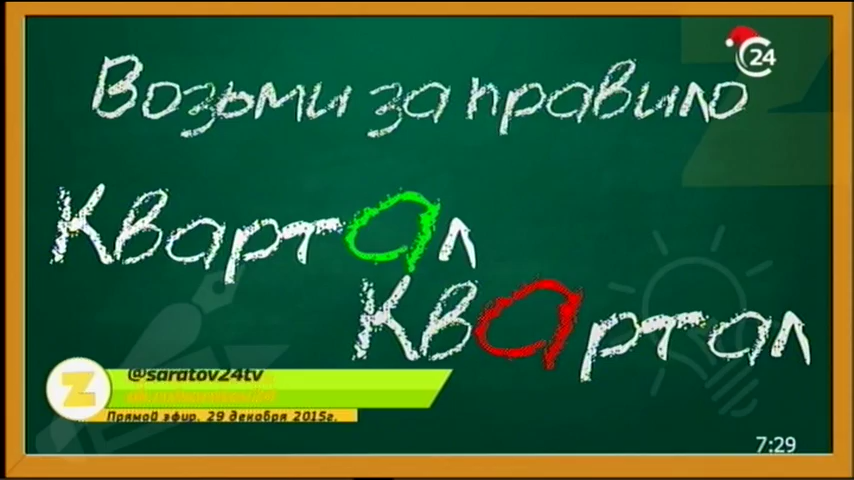 24
Возьми за правило
Квартал
Квартал
@saratov24tv
Прямой эфир, 29 декабря 2015г.
7:29